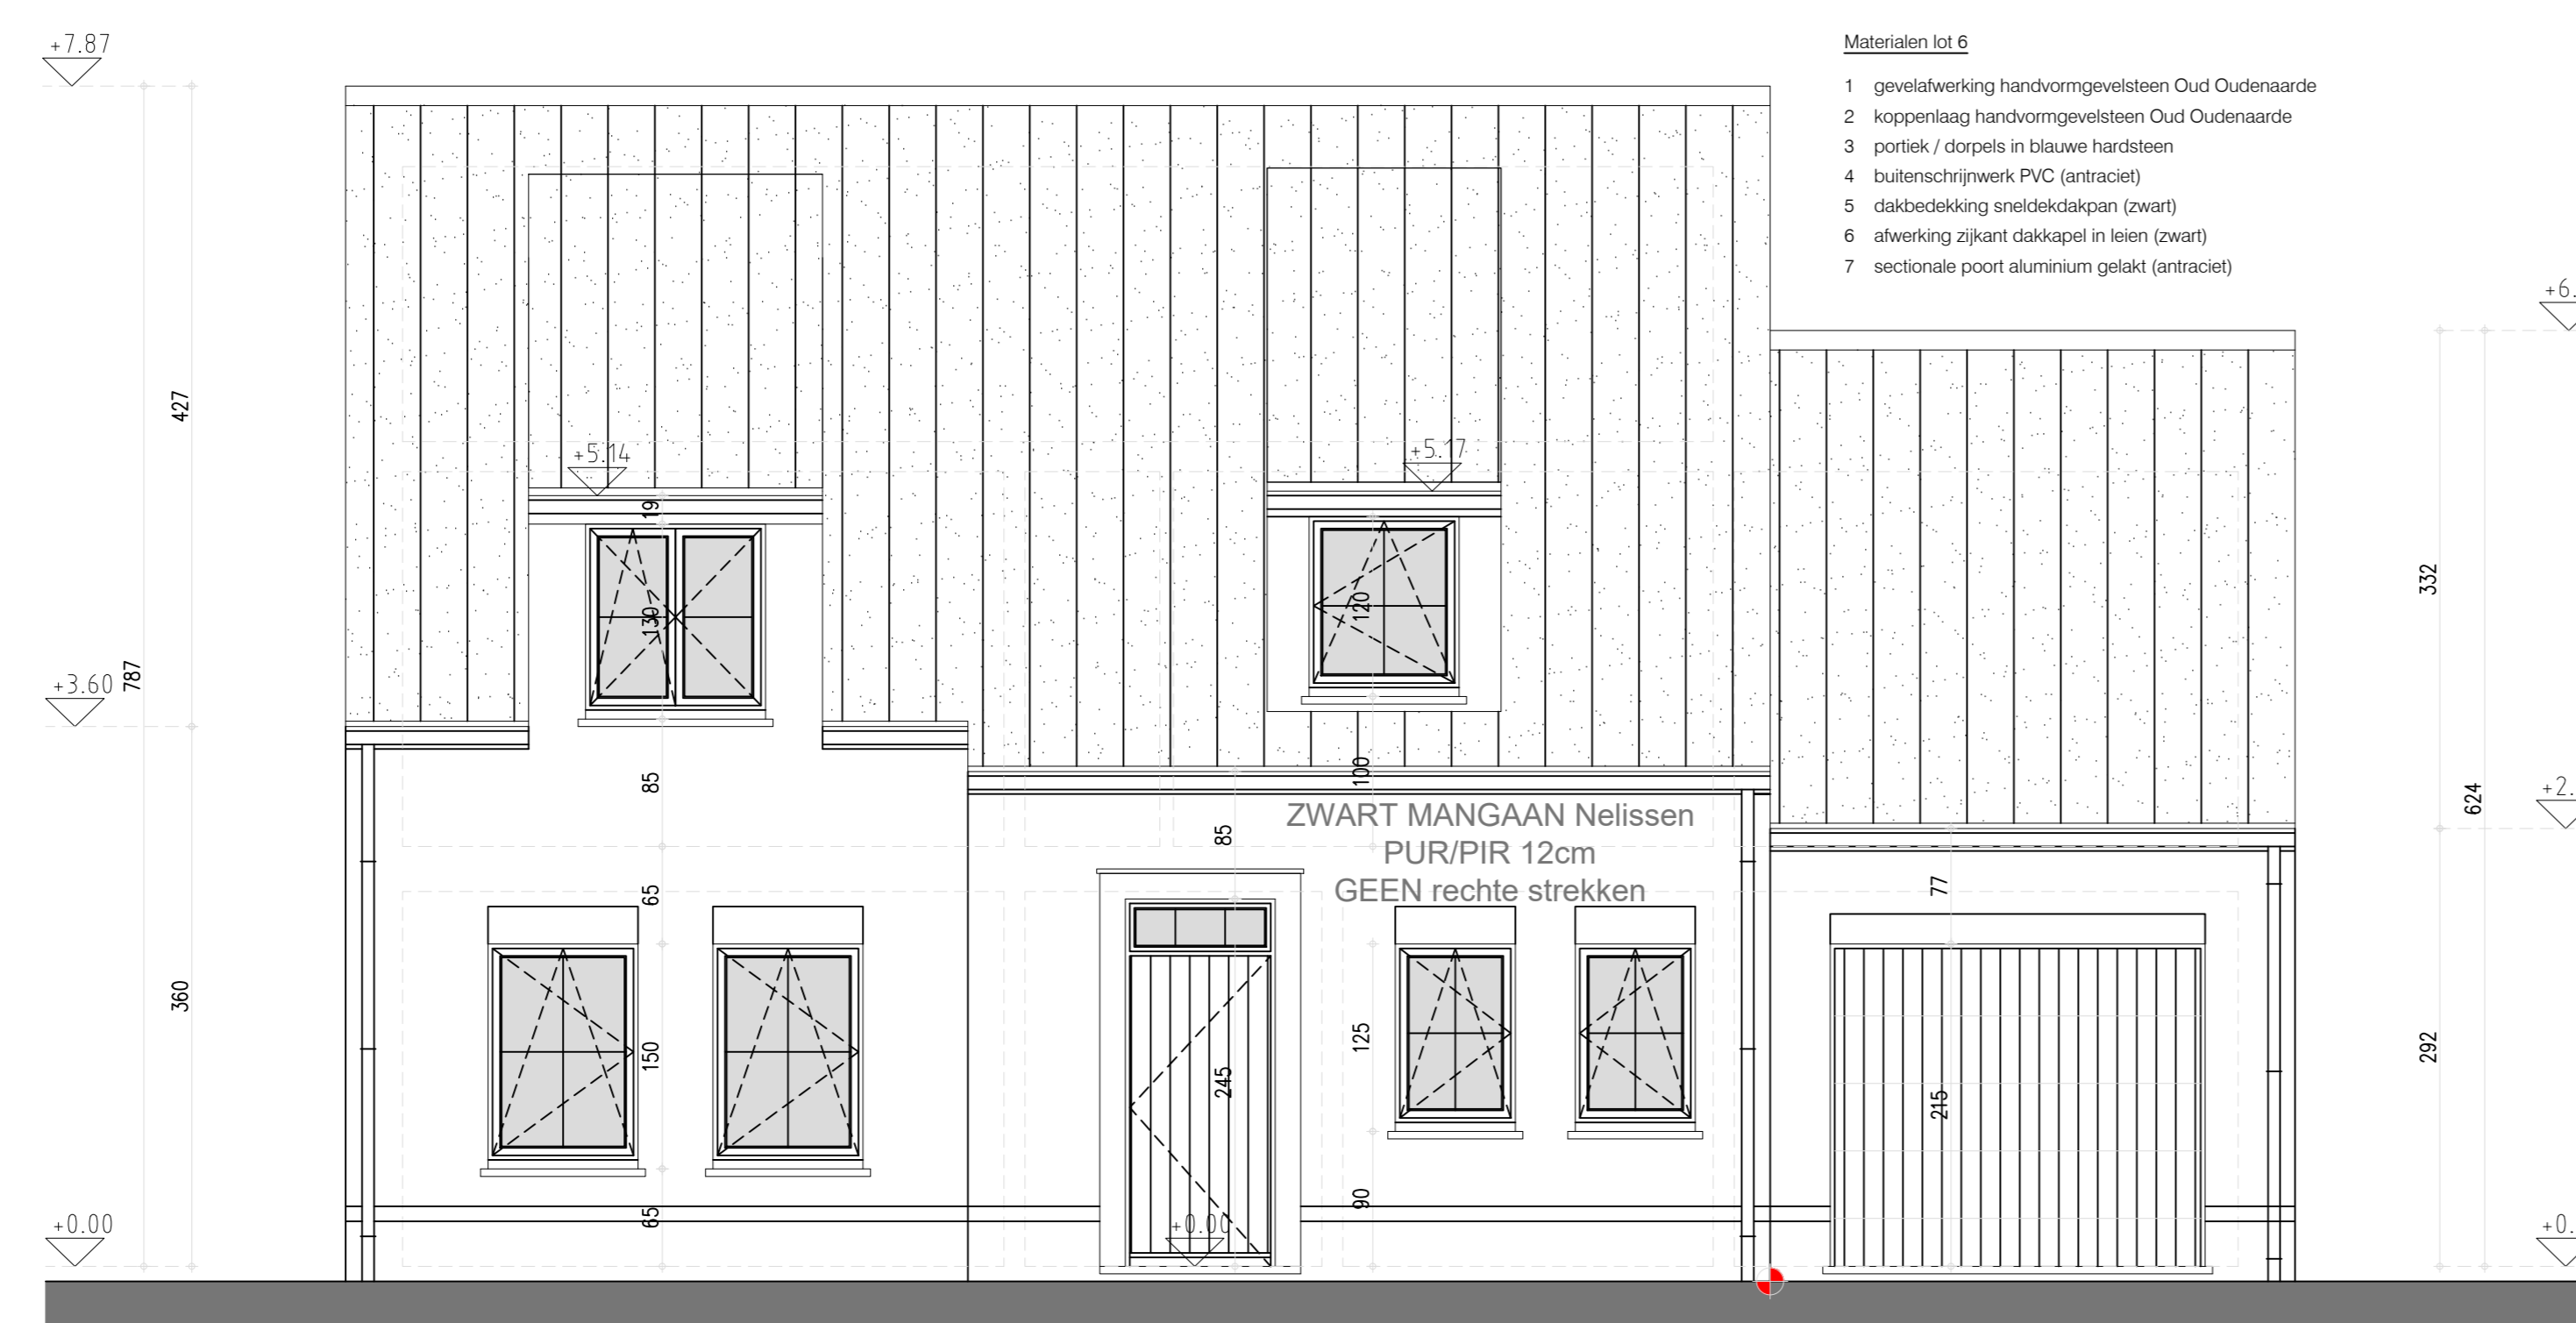 +7.87
Materialen lot 6
1 gevelafwerking handvormgevelsteen Oud Oudenaarde
2 koppenlaag handvormgevelsteen Oud Oudenaarde
3 portiek / dorpels in blauwe hardsteen
4 buitenschrijnwerk PVC (antraciet)
5 dakbedekking sneldekdakpan (zwart)
6 afwerking zijkant dakkapel in leien (zwart)
7 sectionale poort aluminium gelakt (antraciet)
+6.
427
+5.14
+5.17
19
130
120
332
+3.60
787
85
100
+2.
624
ZWART MANGAAN Nelissen
PUR/PIR 12cm
GEEN rechte strekken
85
65
77
360
150
245
125
215
292
65
90
+0.00
+0.00
+0.